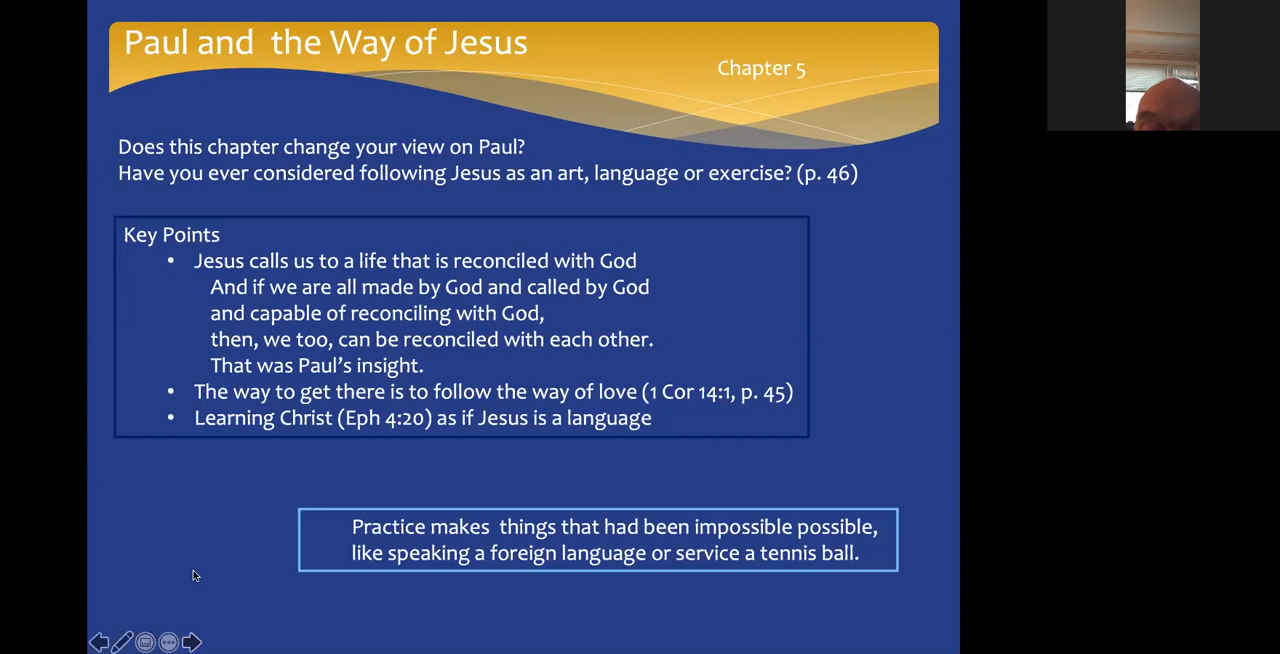 Paul and the Way of Jesus
Chapter 5
Does this chapter change your view on Paul?
Have you ever considered following Jesus as an art, language or exercise? (p. 46)
Key Points
• Jesus calls us to a life that is reconciled with God
And if we are all made by God and called by God
and capable of reconciling with God,
then, we too, can be reconciled with each other.
That was Paul’s insight.
• The way to get there is to follow the way of love (1 Cor 14:1, p. 45)
• Learning Christ (Eph 4:20) as if Jesus is a language
Practice makes things that had been impossible possible,
like speaking a foreign language or service a tennis ball.